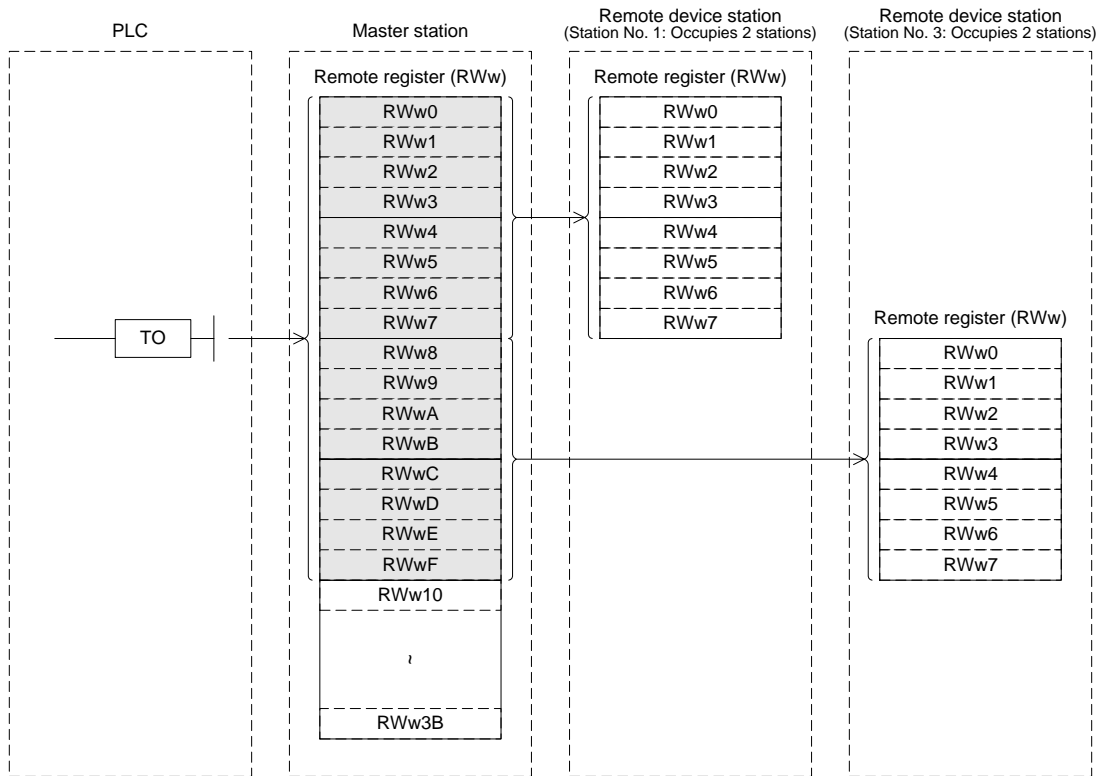 PLC
Master station
Remote device station
(Station No. 1: Occupies 2 stations)
Remote device station
(Station No. 3: Occupies 2 stations)
TO
Remote register (RWw)
RWw0
RWw1
RWw2
RWw3
RWw4
RWw5
RWw6
RWw7
RWw8
RWw9
RWwA
RWwB
RWwC
RWwD
RWwE
RWwF
RWw10
~
RWw3B
Remote register (RWw)
RWw0
RWw1
RWw2
RWw3
RWw4
RWw5
RWw6
RWw7
Remote register (RWw)
RWw0
RWw1
RWw2
RWw3
RWw4
RWw5
RWw6
RWw7